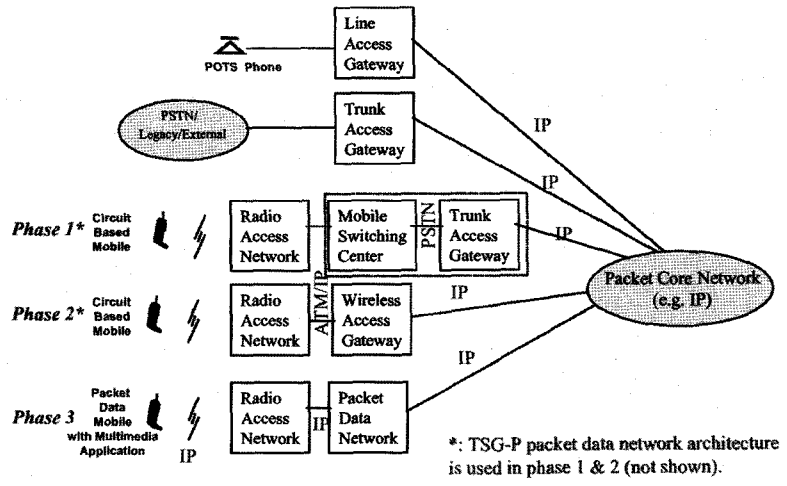 Line
Access
Gateway
POTS Phone
IP
PSTN/
Legacy/External
Trunk
Access
Gateway
IP
Phase 1*
Circuit
Based
Mobile
Radio
Access
Network
Mobile
Switching
Center
PSTN
Trunk
Access
Gateway
IP
Packet Core Network
(e.g. IP)
Phase 2*
Circuit
Based
Mobile
Radio
Access
Network
ATM/IP
Wireless
Access
Gateway
IP
IP
Phase 3
Packet
Data
Mobile
with Multimedia
Application
IP
Radio
Access
Network
IP
Packet
Data
Network
*: TSG-P packet data network architecture
is used in phase 1 & 2 (not shown).